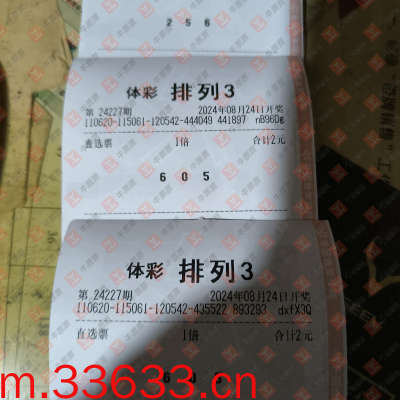 2 5 6
体彩 排列3
第 24227期 2024年08月24日开奖
110620-115061-120542-444049 441897 nB96Dg
直选票 1倍 合计2元
6 0 5
体彩 排列3
第 24227期 2024年08月24日开奖
110620-115061-120542-435522 893293 dxfX3Q
直选票 1倍 合计2元
6 0 5
m.33633.cn